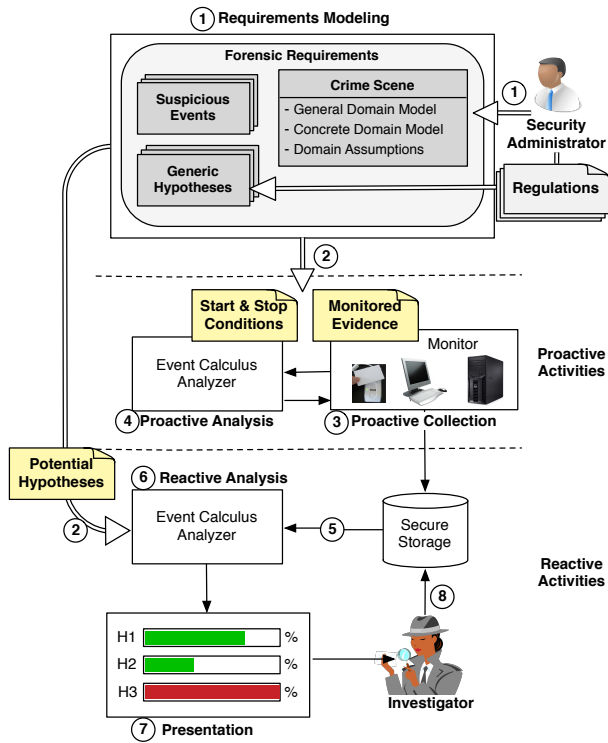 1 Requirements Modeling
Forensic Requirements
Suspicious
Events
Crime Scene
- General Domain Model
- Concrete Domain Model
- Domain Assumptions
Generic
Hypotheses
1
Security
Administrator
Regulations
2
Start & Stop
Conditions
Monitored
Evidence
Event Calculus
Analyzer
Monitor
Proactive
Activities
4 Proactive Analysis
3 Proactive Collection
Potential
Hypotheses
2
6 Reactive Analysis
Event Calculus
Analyzer
5
Secure
Storage
Reactive
Activities
8
H1 %
H2 %
H3 %
Investigator
7 Presentation